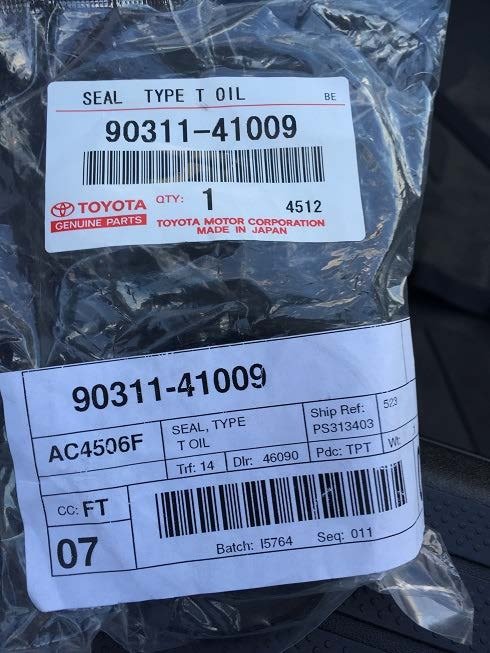 SEAL TYPE T OIL BE
90311-41009
TOYOTA
GENUINE PARTS
QTY: 1 4512
TOYOTA MOTOR CORPORATION
MADE IN JAPAN
90311-41009
AC4506F
SEAL, TYPE
T OIL
Ship Ref:
PS313403
523
Trf: 14 Dlr: 46090 Pdc: TPT Wt:
CC: FT
07
Batch: I5764 Seq: 011